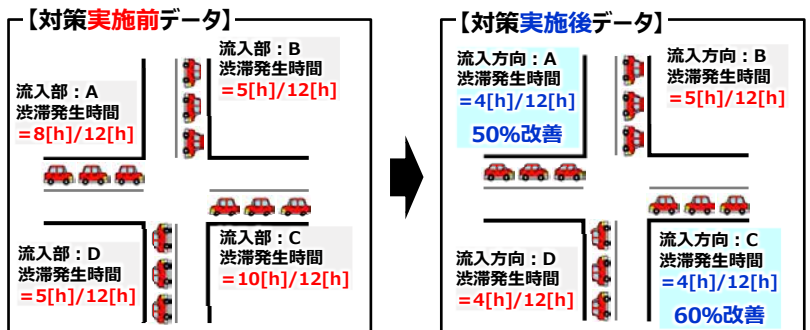 【対策実施前データ】
流入部：A
渋滞発生時間
＝8[h]/12[h]
流入部：B
渋滞発生時間
＝5[h]/12[h]
流入部：D
渋滞発生時間
＝5[h]/12[h]
流入部：C
渋滞発生時間
＝10[h]/12[h]
【対策実施後データ】
流入方向：A
渋滞発生時間
＝4[h]/12[h]
50%改善
流入方向：B
渋滞発生時間
＝5[h]/12[h]
流入方向：D
渋滞発生時間
＝4[h]/12[h]
流入方向：C
渋滞発生時間
＝4[h]/12[h]
60%改善